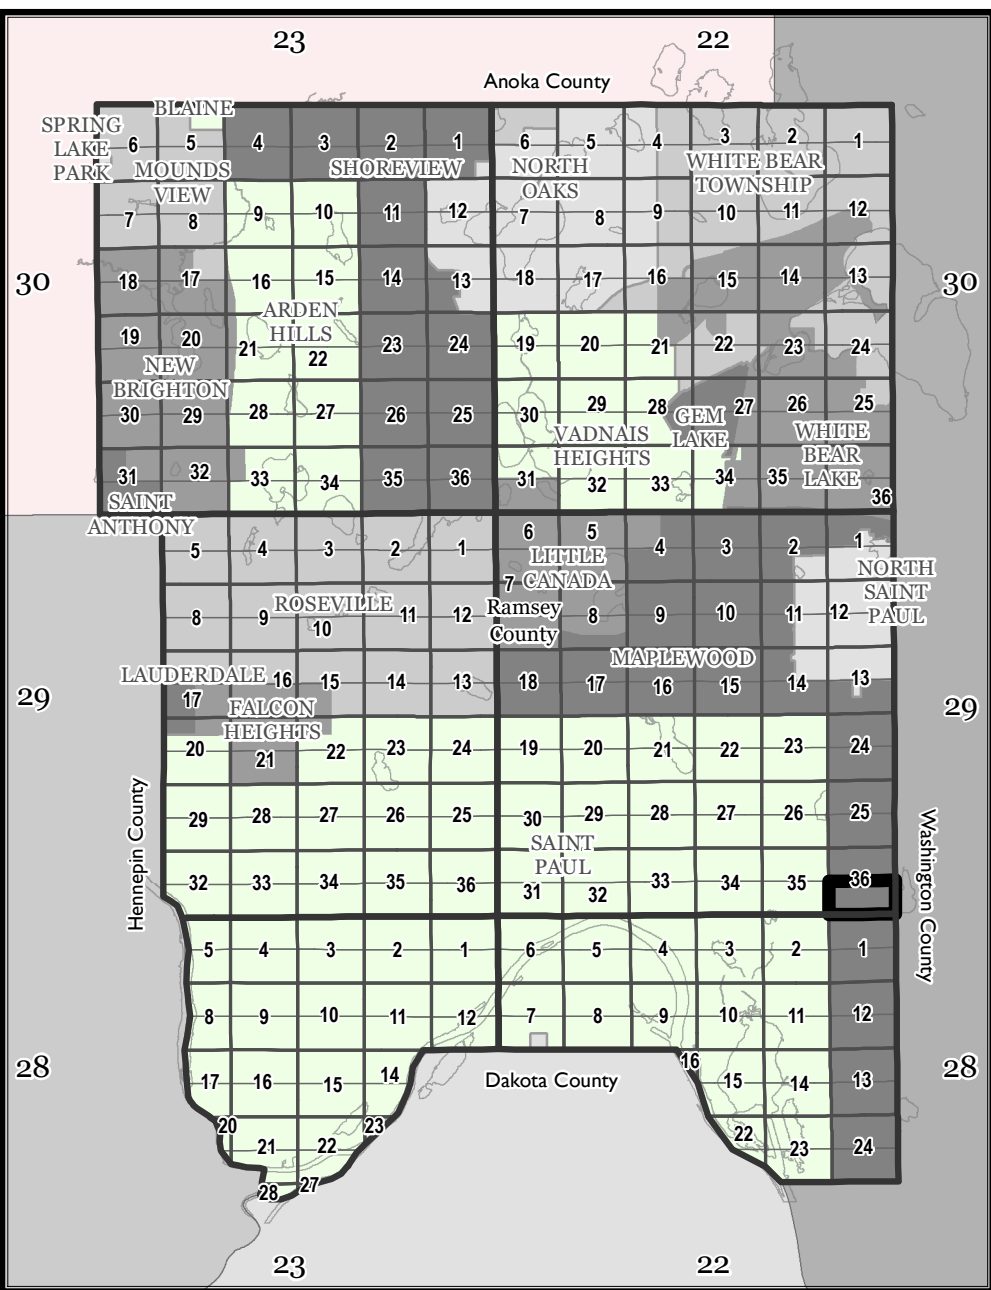 23 22
Anoka County
BLAINE
SPRING
LAKE
PARK
6 5 4 3 2 1 6 5 4 3 2 1
MOUNDS
VIEW
SHOREVIEW
NORTH
OAKS
WHITE BEAR
TOWNSHIP
7 8 9 10 11 12 7 8 9 10 11 12
30 18 17 16 15 14 13 18 17 16 15 14 13 30
ARDEN
HILLS
19 20 21 22 23 24 19 20 21 22 23 24
NEW
BRIGHTON
30 29 28 27 26 25 30 29 28 27 26 25
GEM
LAKE
VADNAIS
HEIGHTS
WHITE
BEAR
LAKE
31 32 33 34 35 36 31 32 33 34 35 36
SAINT
ANTHONY
5 4 3 2 1 6 5 4 3 2 1
LITTLE
CANADA
NORTH
SAINT
PAUL
ROSEVILLE
Ramsey
County
8 9 10 11 12 7 8 9 10 11 12
MAPLEWOOD
LAUDERDALE
29 17 16 15 14 13 18 17 16 15 14 13 29
FALCON
HEIGHTS
20 21 22 23 24 19 20 21 22 23 24
Hennepin County
29 28 27 26 25 30 29 28 27 26 25
Washington County
SAINT
PAUL
32 33 34 35 36 31 32 33 34 35 36
5 4 3 2 1 6 5 4 3 2 1
8 9 10 11 12 7 8 9 10 11 12
28 17 16 15 14 16 15 14 13 28
Dakota County
20 21 22 23 22 23 24
28 27
23 22